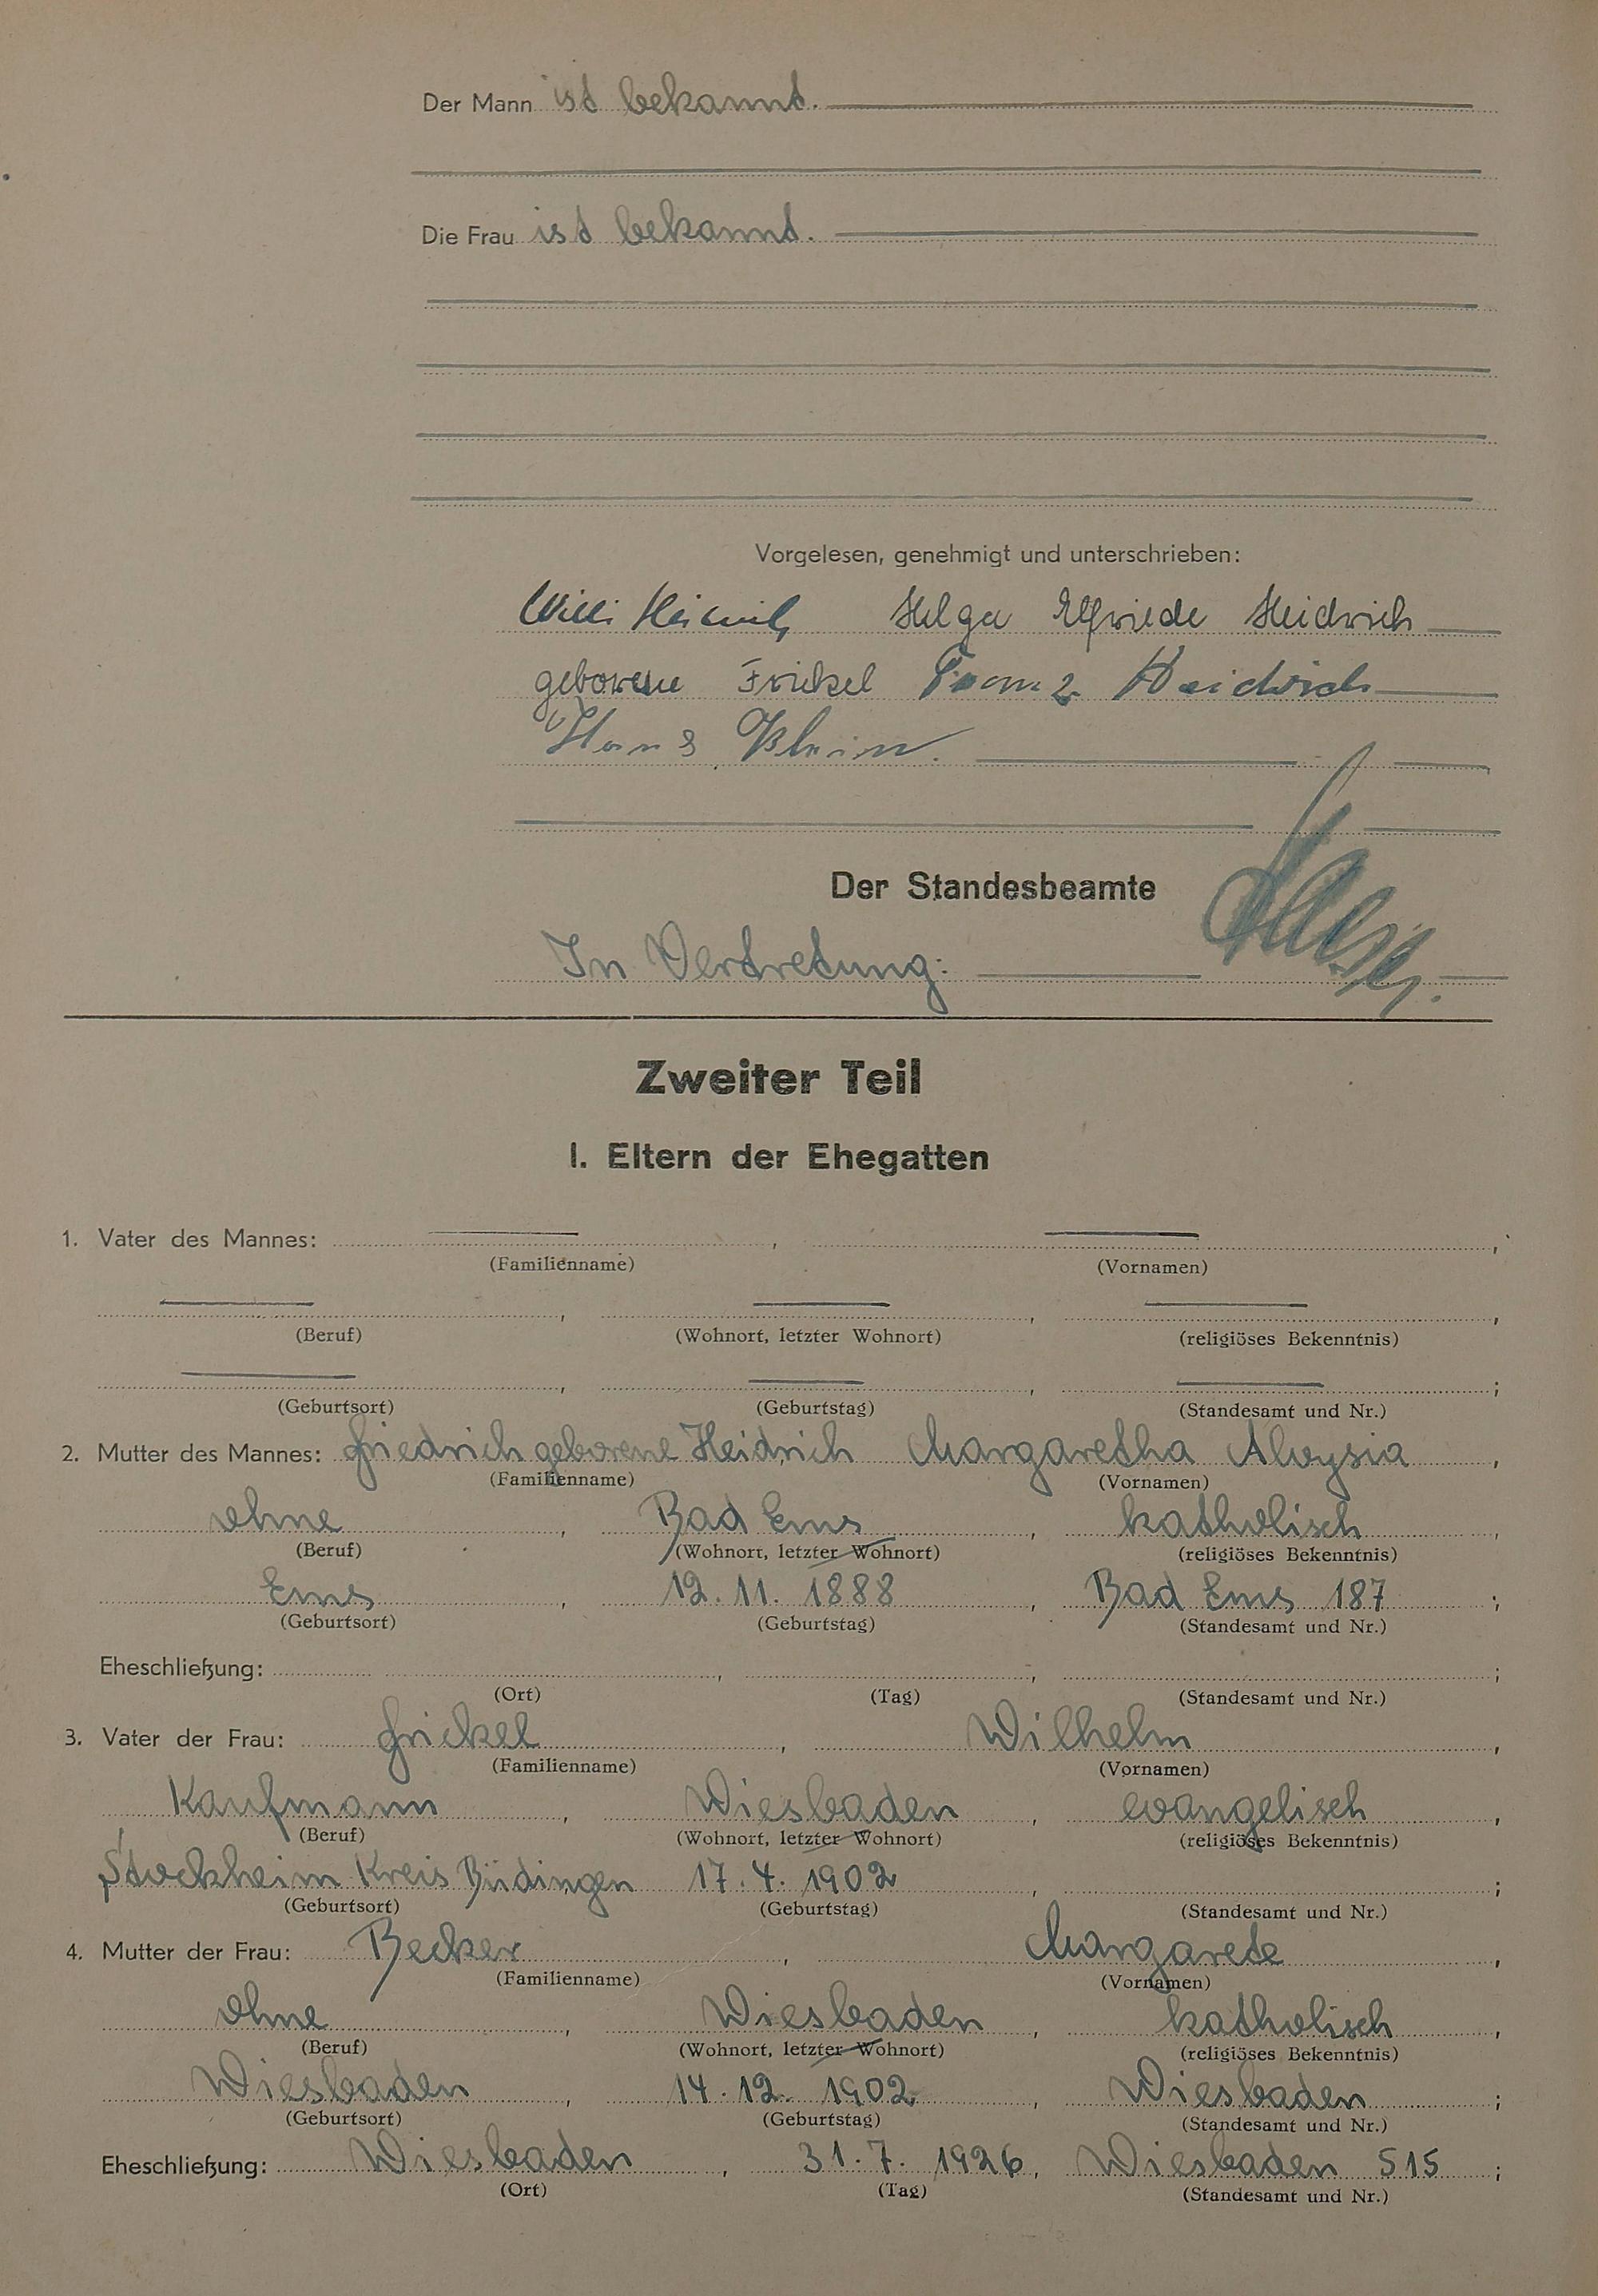 Der Mann ist bekannt.
Die Frau ist bekannt.
Vorgelesen, genehmigt und unterschrieben:
Willi Heidrich Helga Elfriede Heidrich
geborene Frickel Franz Heidrich
Hans Klein.
Der Standesbeamte
In Vertretung:
Zweiter Teil
I. Eltern der Ehegatten
1. Vater des Mannes: , ,
(Familienname) (Vornamen)
, , ,
(Beruf) (Wohnort, letzter Wohnort) (religiöses Bekenntnis)
, , ;
(Geburtsort) (Geburtstag) (Standesamt und Nr.)
2. Mutter des Mannes: Friedrich geborene Heidrich Margaretha Aloysia ,
(Familienname) (Vornamen)
ohne , Bad Ems , katholisch ,
(Beruf) (Wohnort, letzter Wohnort) (religiöses Bekenntnis)
Ems , 12.11.1888 , Bad Ems 187 ;
(Geburtsort) (Geburtstag) (Standesamt und Nr.)
Eheschließung: , , ;
(Ort) (Tag) (Standesamt und Nr.)
3. Vater der Frau: Frickel , Wilhelm ,
(Familienname) (Vornamen)
Kaufmann , Wiesbaden , evangelisch ,
(Beruf) (Wohnort, letzter Wohnort) (religiöses Bekenntnis)
Stockheim Kreis Büdingen 17.4.1902 , ;
(Geburtsort) (Geburtstag) (Standesamt und Nr.)
4. Mutter der Frau: Becker , Margarete ,
(Familienname) (Vornamen)
ohne , Wiesbaden , katholisch ,
(Beruf) (Wohnort, letzter Wohnort) (religiöses Bekenntnis)
Wiesbaden , 14.12.1902 , Wiesbaden ;
(Geburtsort) (Geburtstag) (Standesamt und Nr.)
Eheschließung: Wiesbaden , 31.7.1926 , Wiesbaden 515 ;
(Ort) (Tag) (Standesamt und Nr.)